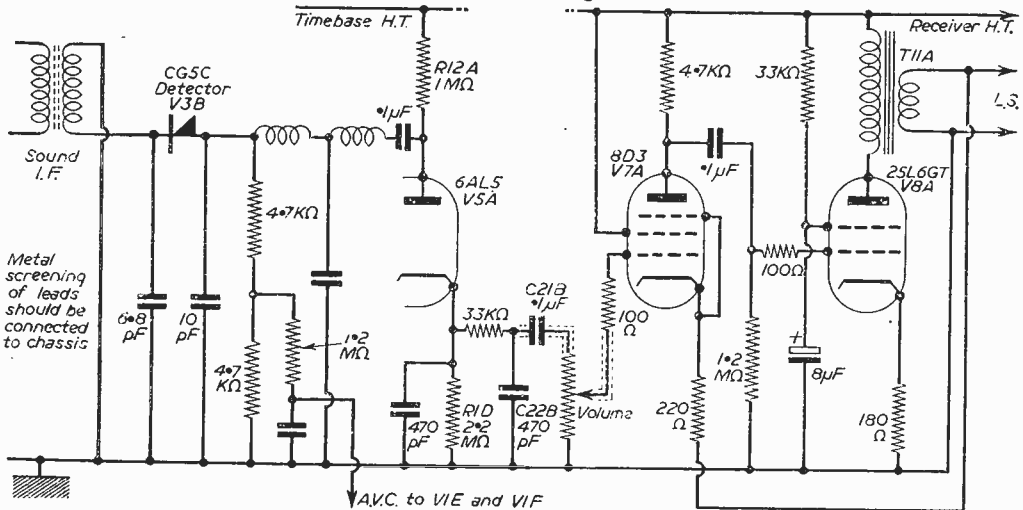 Timebase H.T.
Receiver H.T.
CG5C
Detector
V3B
R12A
1MΩ
•1µF
4•7KΩ
33KΩ
T11A
L.S.
Sound
I.F.
6AL5
V5A
8D3
V7A
•1µF
25L6GT
V8A
4•7KΩ
100Ω
Metal
screening
of leads
should be
connected
to chassis
6•8
pF
10
pF
1•2
MΩ
4•7
KΩ
33KΩ
C21B
•1µF
100
Ω
1•2
MΩ
+
8µF
470
pF
R1D
2•2
MΩ
C22B
470
pF
Volume
220
Ω
180
Ω
A.V.C. to V1E and V1F